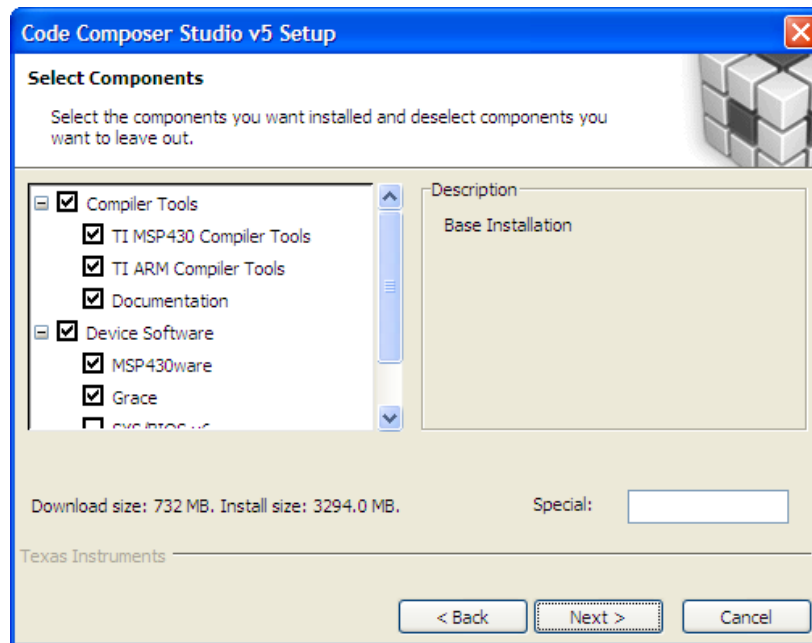 Code Composer Studio v5 Setup
Select Components
Select the components you want installed and deselect components you
want to leave out.
Compiler Tools
TI MSP430 Compiler Tools
TI ARM Compiler Tools
Documentation
Device Software
MSP430ware
Grace
Description
Base Installation
Download size: 732 MB. Install size: 3294.0 MB.
Special:
Texas Instruments
< Back
Next >
Cancel